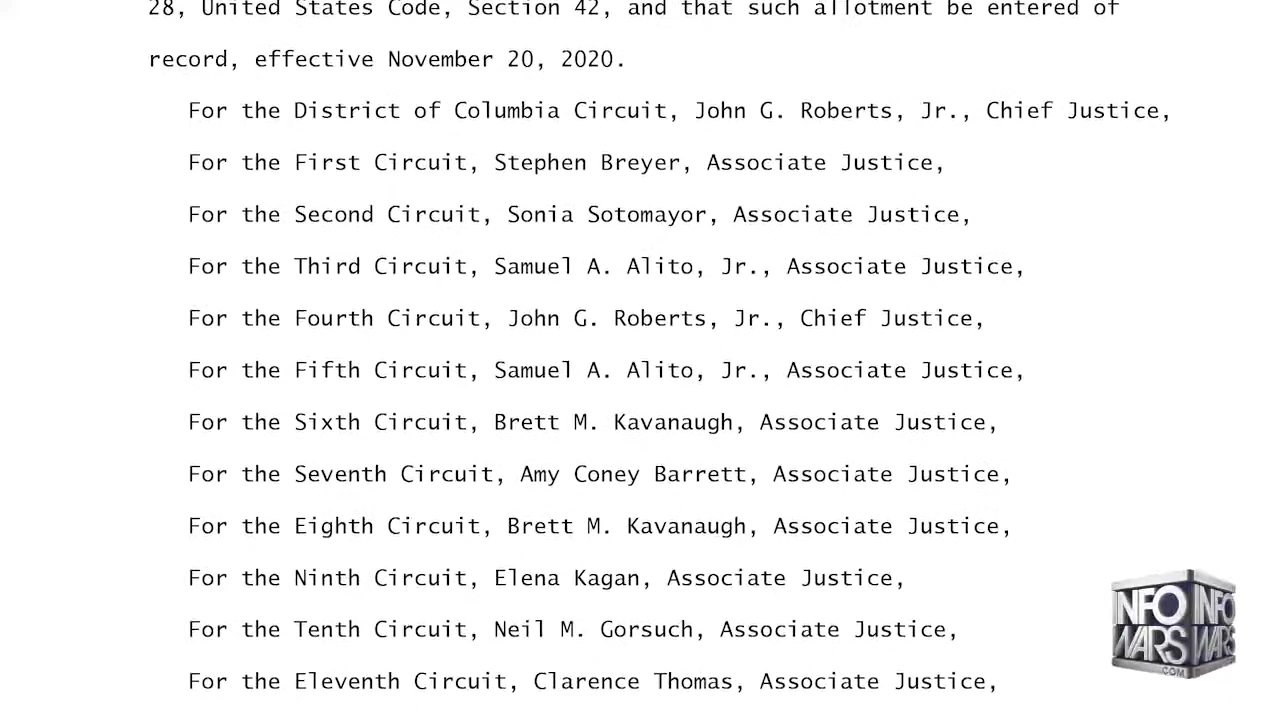 28, United States Code, Section 42, and that such allotment be entered of
record, effective November 20, 2020.
For the District of Columbia Circuit, John G. Roberts, Jr., Chief Justice,
For the First Circuit, Stephen Breyer, Associate Justice,
For the Second Circuit, Sonia Sotomayor, Associate Justice,
For the Third Circuit, Samuel A. Alito, Jr., Associate Justice,
For the Fourth Circuit, John G. Roberts, Jr., Chief Justice,
For the Fifth Circuit, Samuel A. Alito, Jr., Associate Justice,
For the Sixth Circuit, Brett M. Kavanaugh, Associate Justice,
For the Seventh Circuit, Amy Coney Barrett, Associate Justice,
For the Eighth Circuit, Brett M. Kavanaugh, Associate Justice,
For the Ninth Circuit, Elena Kagan, Associate Justice,
For the Tenth Circuit, Neil M. Gorsuch, Associate Justice,
For the Eleventh Circuit, Clarence Thomas, Associate Justice,
INFO INFO
WARS WARS
.COM